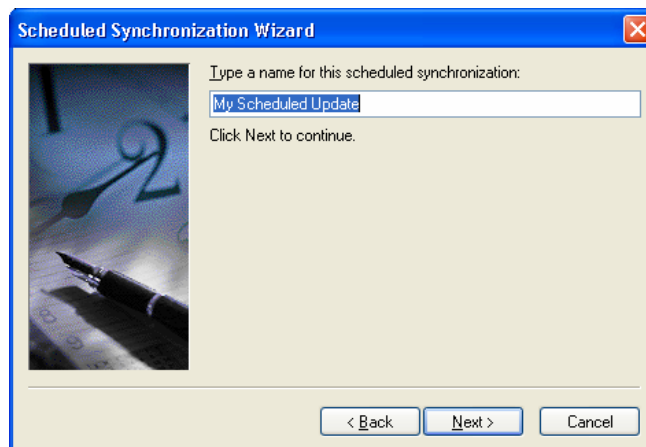 Scheduled Synchronization Wizard
Type a name for this scheduled synchronization:
My Scheduled Update
Click Next to continue.
2
< Back
Next >
Cancel